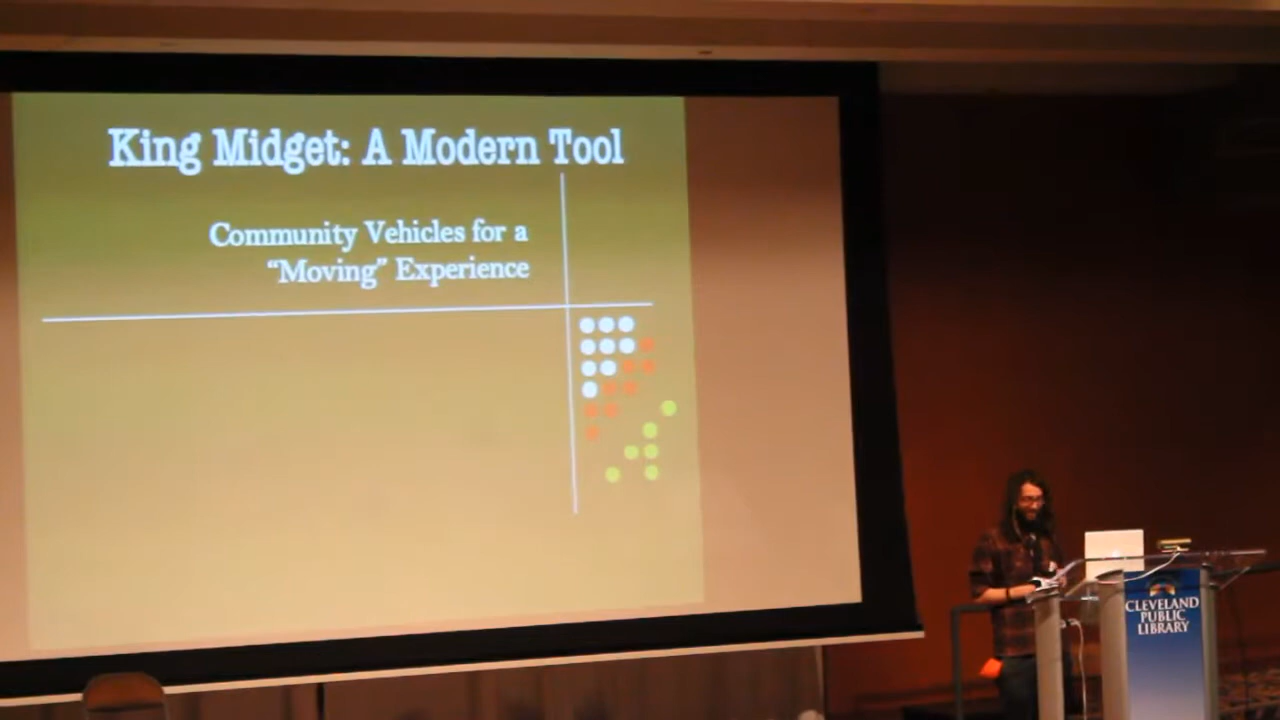 King Midget: A Modern Tool
Community Vehicles for a
“Moving” Experience
CLEVELAND
PUBLIC
LIBRARY